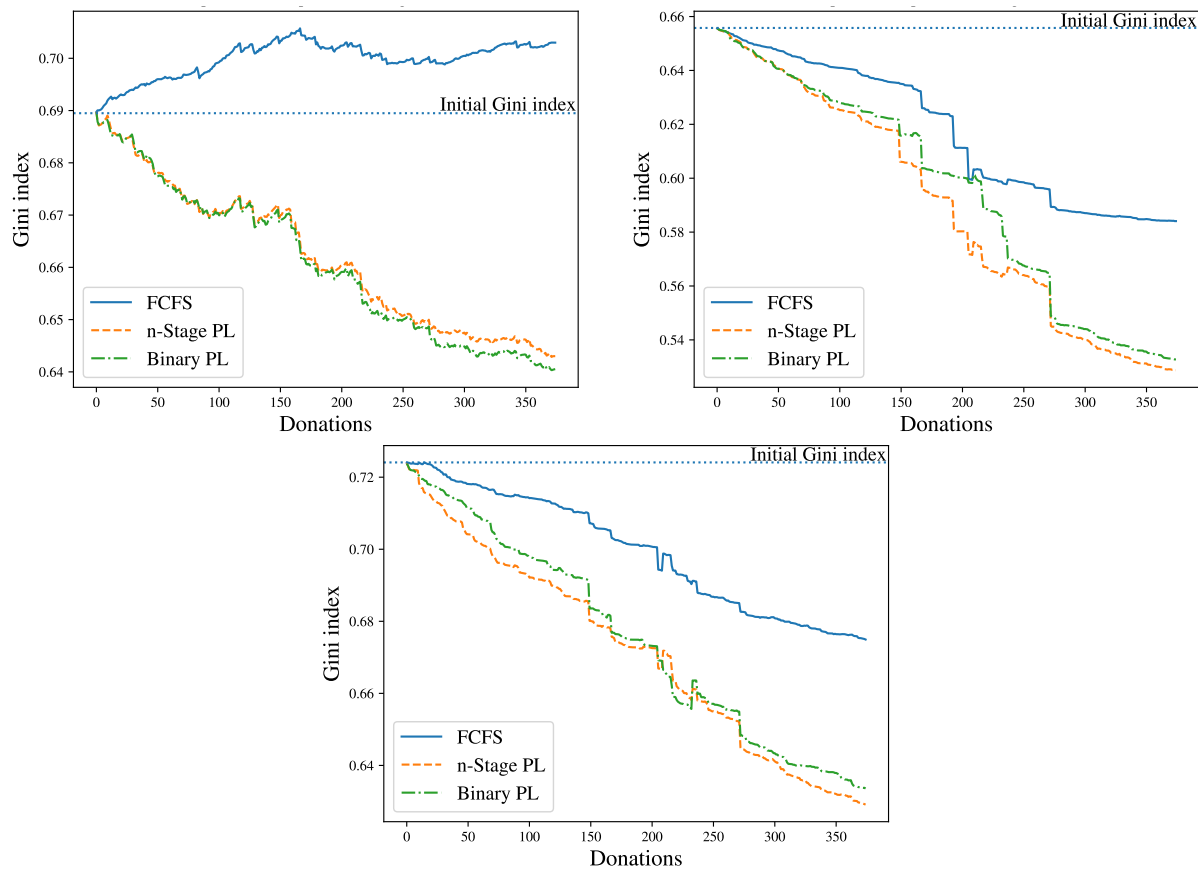 0.70
0.69
0.68
0.67
0.66
0.65
0.64
Gini index
Initial Gini index
FCFS
n-Stage PL
Binary PL
0
50
100
150
200
250
300
350
Donations
0.66
0.64
0.62
0.60
0.58
0.56
0.54
Gini index
Initial Gini index
FCFS
n-Stage PL
Binary PL
0
50
100
150
200
250
300
350
Donations
0.72
0.70
0.68
0.66
0.64
Gini index
Initial Gini index
FCFS
n-Stage PL
Binary PL
0
50
100
150
200
250
300
350
Donations